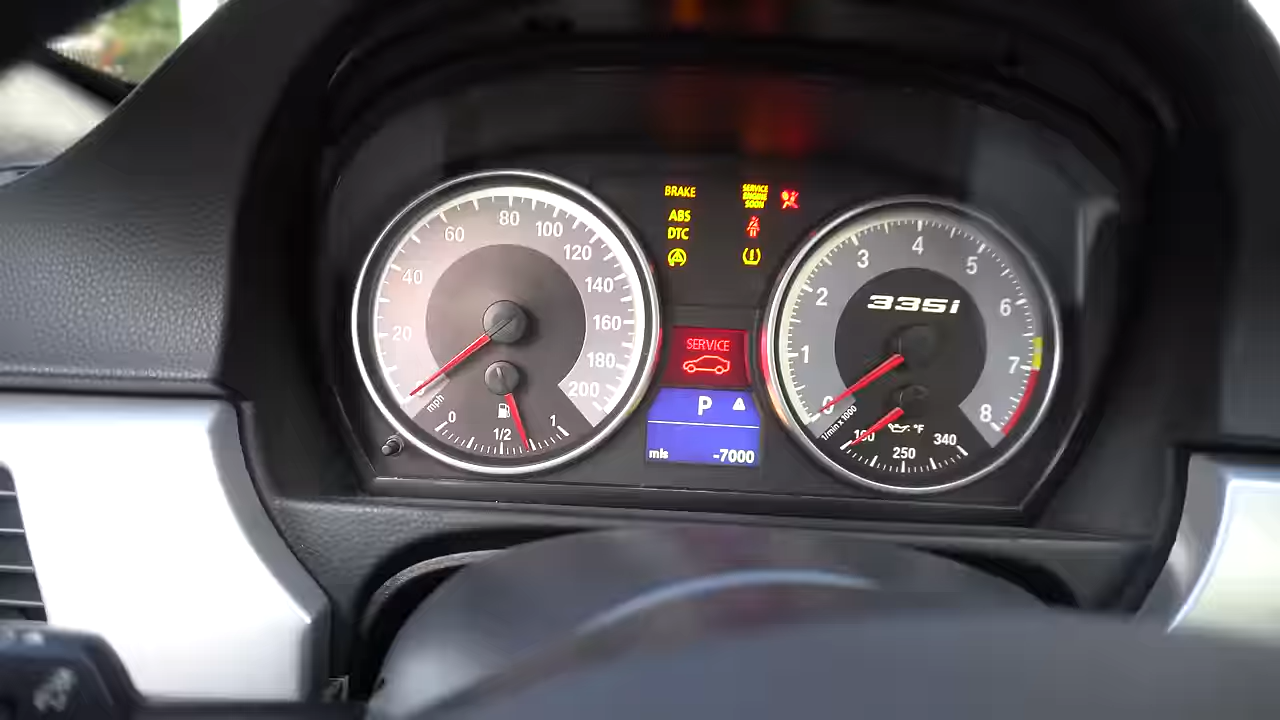 BRAKE
ABS
DTC
SERVICE
ENGINE
SOON
20
40
60
80
100
120
140
160
180
200
mph
0
1/2
1
SERVICE
P
mls -7000
335i
0
1
2
3
4
5
6
7
8
1/min x 1000
°F
250
340